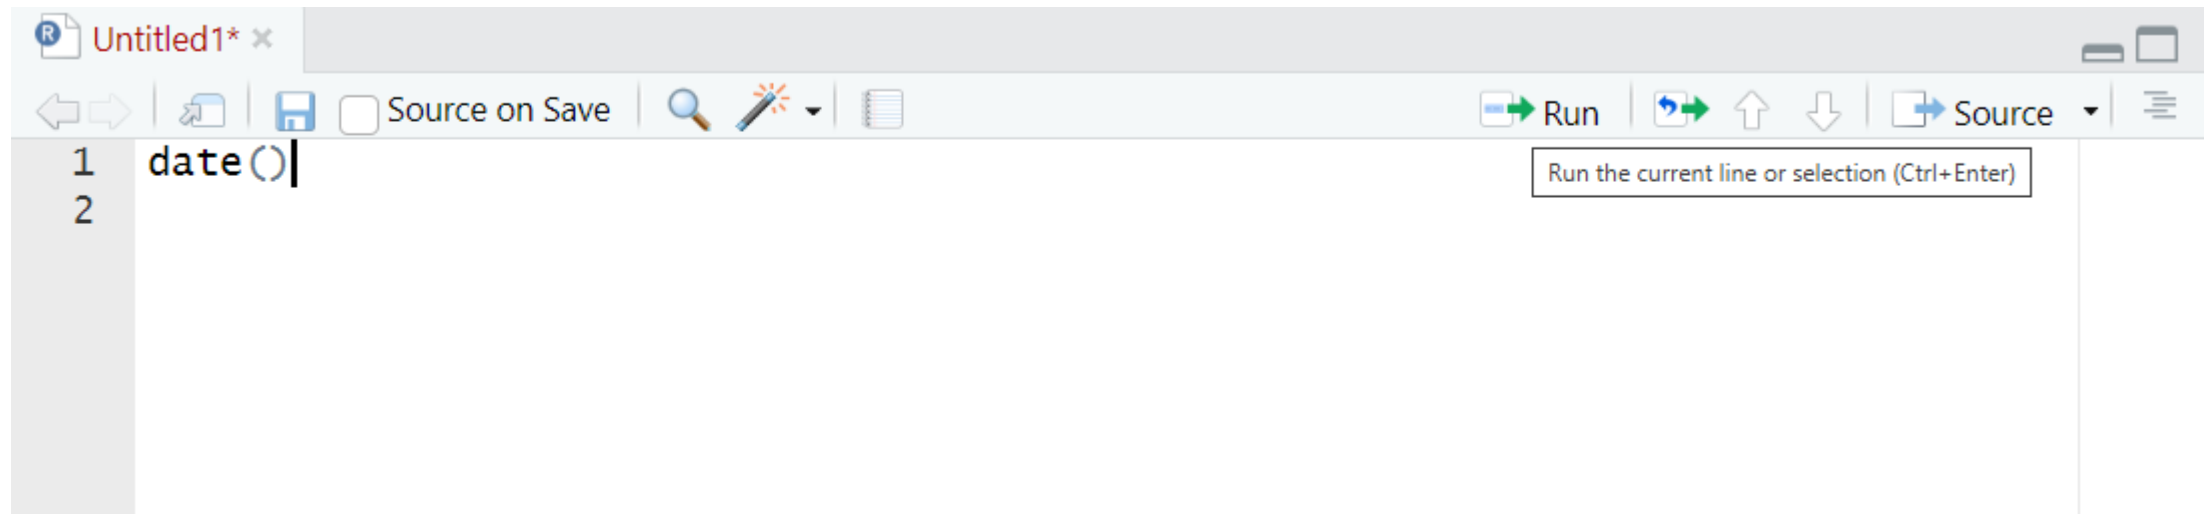 R Untitled1*
Source on Save Run Source
1 date()
Run the current line or selection (Ctrl+Enter)
2